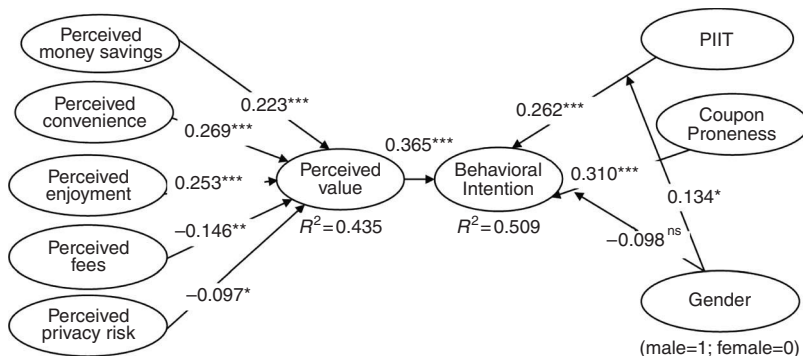 Perceived
money savings
Perceived
convenience
Perceived
enjoyment
Perceived
fees
Perceived
privacy risk
0.223***
0.269***
0.253***
−0.146**
−0.097*
Perceived
value
R²=0.435
0.365***
Behavioral
Intention
R²=0.509
PIIT
0.262***
Coupon
Proneness
0.310***
0.134*
−0.098 ns
Gender
(male=1; female=0)